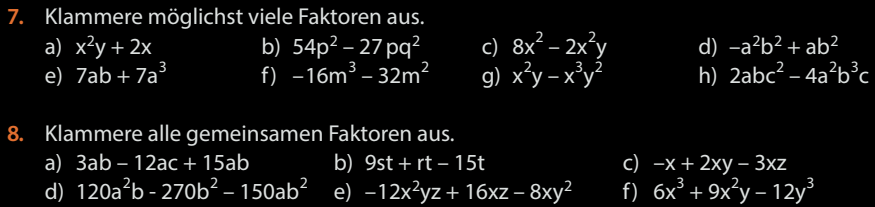 7. Klammere möglichst viele Faktoren aus.
a) x²y + 2x b) 54p² – 27pq² c) 8x² – 2x²y d) –a²b² + ab²
e) 7ab + 7a³ f) –16m³ – 32m² g) x²y – x³y² h) 2abc² – 4a²b³c
8. Klammere alle gemeinsamen Faktoren aus.
a) 3ab – 12ac + 15ab b) 9st + rt – 15t c) –x + 2xy – 3xz
d) 120a²b - 270b² – 150ab² e) –12x²yz + 16xz – 8xy² f) 6x³ + 9x²y – 12y³